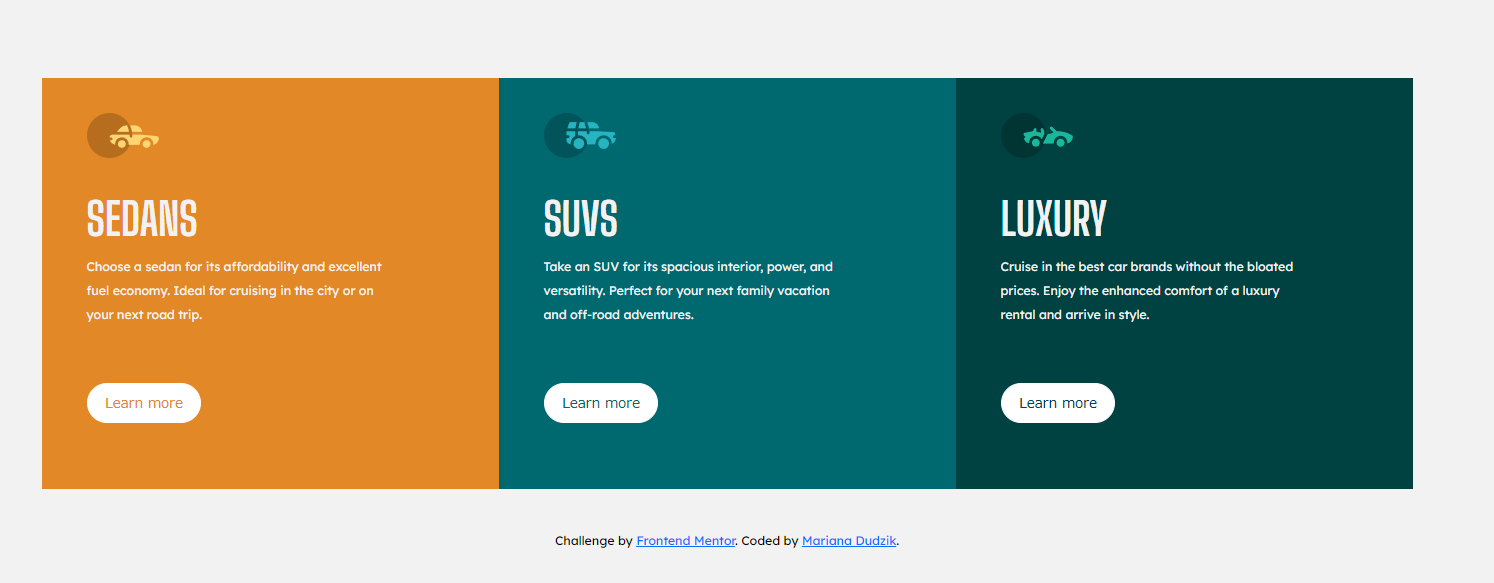 SEDANS
Choose a sedan for its affordability and excellent
fuel economy. Ideal for cruising in the city or on
your next road trip.
Learn more
SUVS
Take an SUV for its spacious interior, power, and
versatility. Perfect for your next family vacation
and off-road adventures.
Learn more
LUXURY
Cruise in the best car brands without the bloated
prices. Enjoy the enhanced comfort of a luxury
rental and arrive in style.
Learn more
Challenge by Frontend Mentor. Coded by Mariana Dudzik.